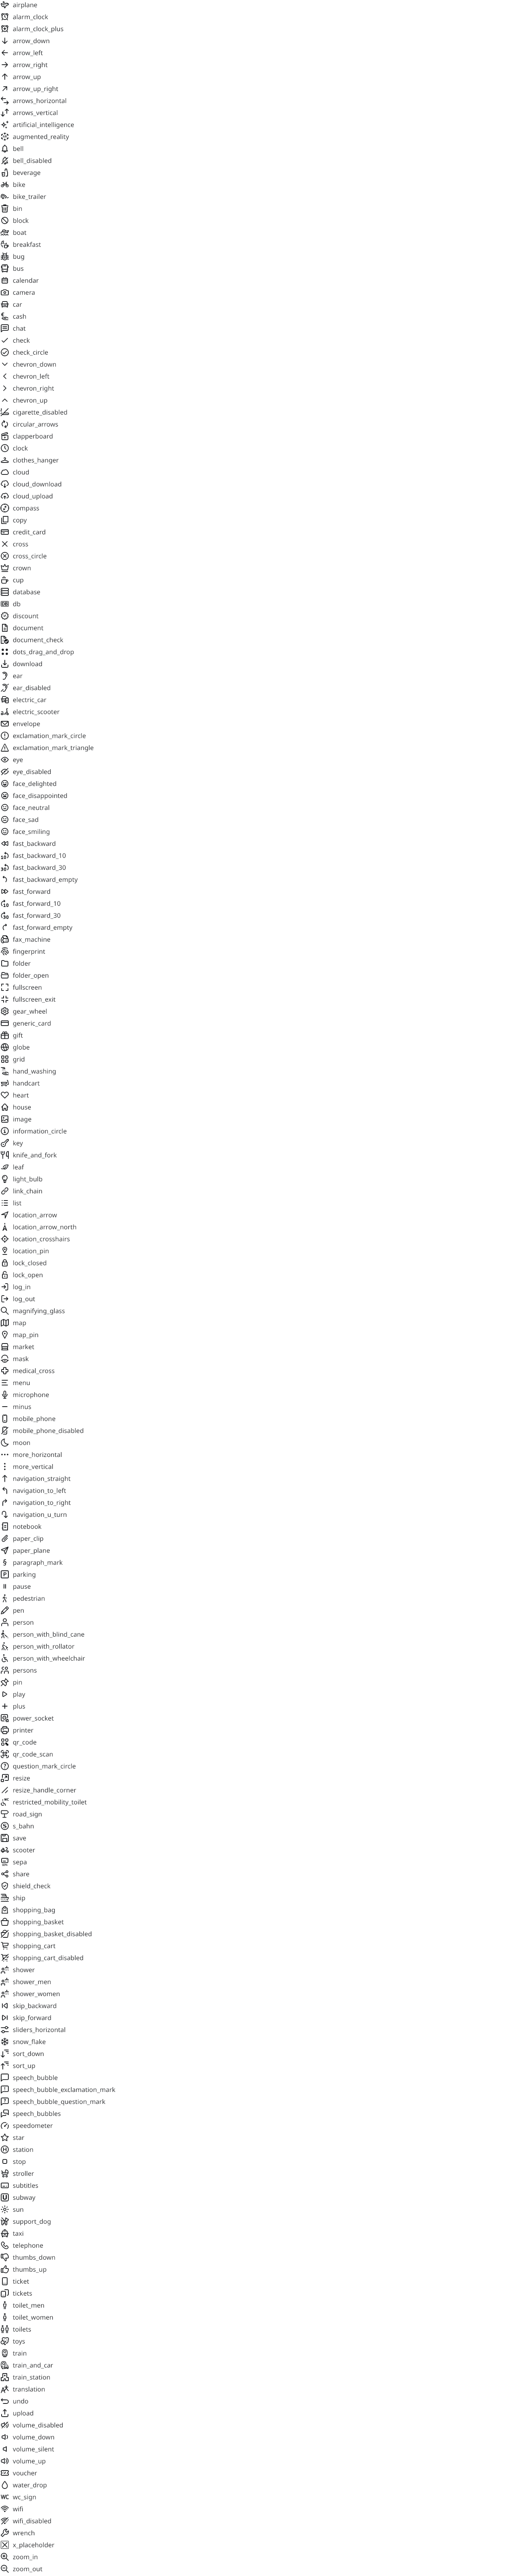 airplane
alarm_clock
alarm_clock_plus
arrow_down
arrow_left
arrow_right
arrow_up
arrow_up_right
arrows_horizontal
arrows_vertical
artificial_intelligence
augmented_reality
bell
bell_disabled
beverage
bike
bike_trailer
bin
block
boat
breakfast
bug
bus
calendar
camera
car
cash
chat
check
check_circle
chevron_down
chevron_left
chevron_right
chevron_up
cigarette_disabled
circular_arrows
clapperboard
clock
clothes_hanger
cloud
cloud_download
cloud_upload
compass
copy
credit_card
cross
cross_circle
crown
cup
database
db
discount
document
document_check
dots_drag_and_drop
download
ear
ear_disabled
electric_car
electric_scooter
envelope
exclamation_mark_circle
exclamation_mark_triangle
eye
eye_disabled
face_delighted
face_disappointed
face_neutral
face_sad
face_smiling
fast_backward
fast_backward_10
fast_backward_30
fast_backward_empty
fast_forward
fast_forward_10
fast_forward_30
fast_forward_empty
fax_machine
fingerprint
folder
folder_open
fullscreen
fullscreen_exit
gear_wheel
generic_card
gift
globe
grid
hand_washing
handcart
heart
house
image
information_circle
key
knife_and_fork
leaf
light_bulb
link_chain
list
location_arrow
location_arrow_north
location_crosshairs
location_pin
lock_closed
lock_open
log_in
log_out
magnifying_glass
map
map_pin
market
mask
medical_cross
menu
microphone
minus
mobile_phone
mobile_phone_disabled
moon
more_horizontal
more_vertical
navigation_straight
navigation_to_left
navigation_to_right
navigation_u_turn
notebook
paper_clip
paper_plane
paragraph_mark
parking
pause
pedestrian
pen
person
person_with_blind_cane
person_with_rollator
person_with_wheelchair
persons
pin
play
plus
power_socket
printer
qr_code
qr_code_scan
question_mark_circle
resize
resize_handle_corner
restricted_mobility_toilet
road_sign
s_bahn
save
scooter
sepa
share
shield_check
ship
shopping_bag
shopping_basket
shopping_basket_disabled
shopping_cart
shopping_cart_disabled
shower
shower_men
shower_women
skip_backward
skip_forward
sliders_horizontal
snow_flake
sort_down
sort_up
speech_bubble
speech_bubble_exclamation_mark
speech_bubble_question_mark
speech_bubbles
speedometer
star
station
stop
stroller
subtitles
subway
sun
support_dog
taxi
telephone
thumbs_down
thumbs_up
ticket
tickets
toilet_men
toilet_women
toilets
toys
train
train_and_car
train_station
translation
undo
upload
volume_disabled
volume_down
volume_silent
volume_up
voucher
water_drop
WC wc_sign
wifi
wifi_disabled
wrench
x_placeholder
zoom_in
zoom_out